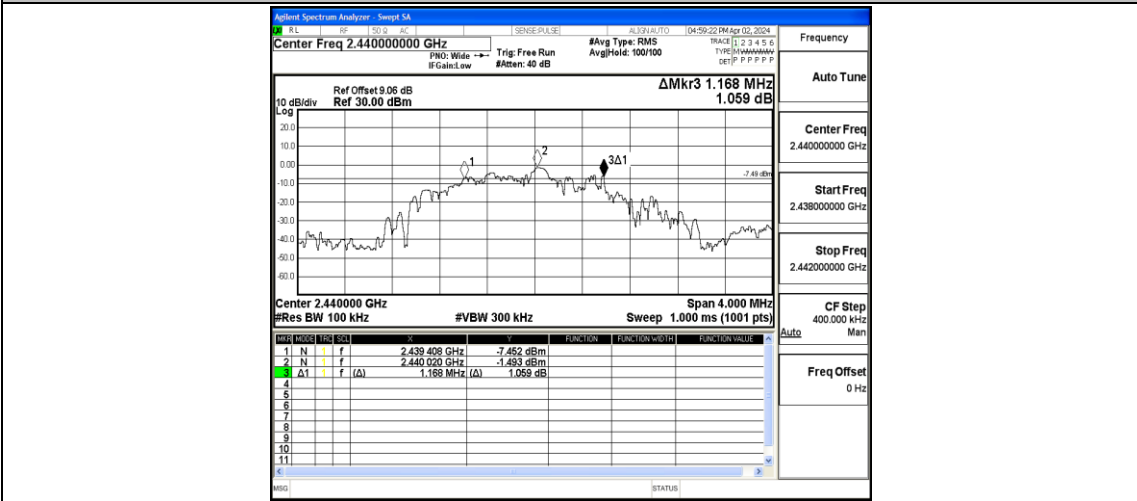 Agilent Spectrum Analyzer - Swept SA
RL RF 50 Ω AC SENSE:PULSE ALIGN AUTO 04:59:22 PM Apr 02, 2024
Center Freq 2.440000000 GHz
PNO: Wide
IFGain:Low
Trig: Free Run
#Atten: 40 dB
#Avg Type: RMS
Avg|Hold: 100/100
TRACE 1 2 3 4 5 6
TYPE M
DET P P P P P P
Frequency
ΔMkr3 1.168 MHz
1.059 dB
Ref Offset 9.06 dB
10 dB/div Ref 30.00 dBm
Log
20.0
10.0
0.00
-10.0
-20.0
-30.0
-40.0
-50.0
-60.0
1
2
3Δ1
-7.49 dBm
Center 2.440000 GHz Span 4.000 MHz
#Res BW 100 kHz #VBW 300 kHz Sweep 1.000 ms (1001 pts)
MKR MODE TRC SCL X Y FUNCTION FUNCTION WIDTH FUNCTION VALUE
1 N 1 f 2.439 408 GHz -7.452 dBm
2 N 1 f 2.440 020 GHz -1.493 dBm
3 Δ1 1 f (Δ) 1.168 MHz (Δ) 1.059 dB
4
5
6
7
8
9
10
11
MSG STATUS
Auto Tune
Center Freq
2.440000000 GHz
Start Freq
2.438000000 GHz
Stop Freq
2.442000000 GHz
CF Step
400.000 kHz
Auto Man
Freq Offset
0 Hz